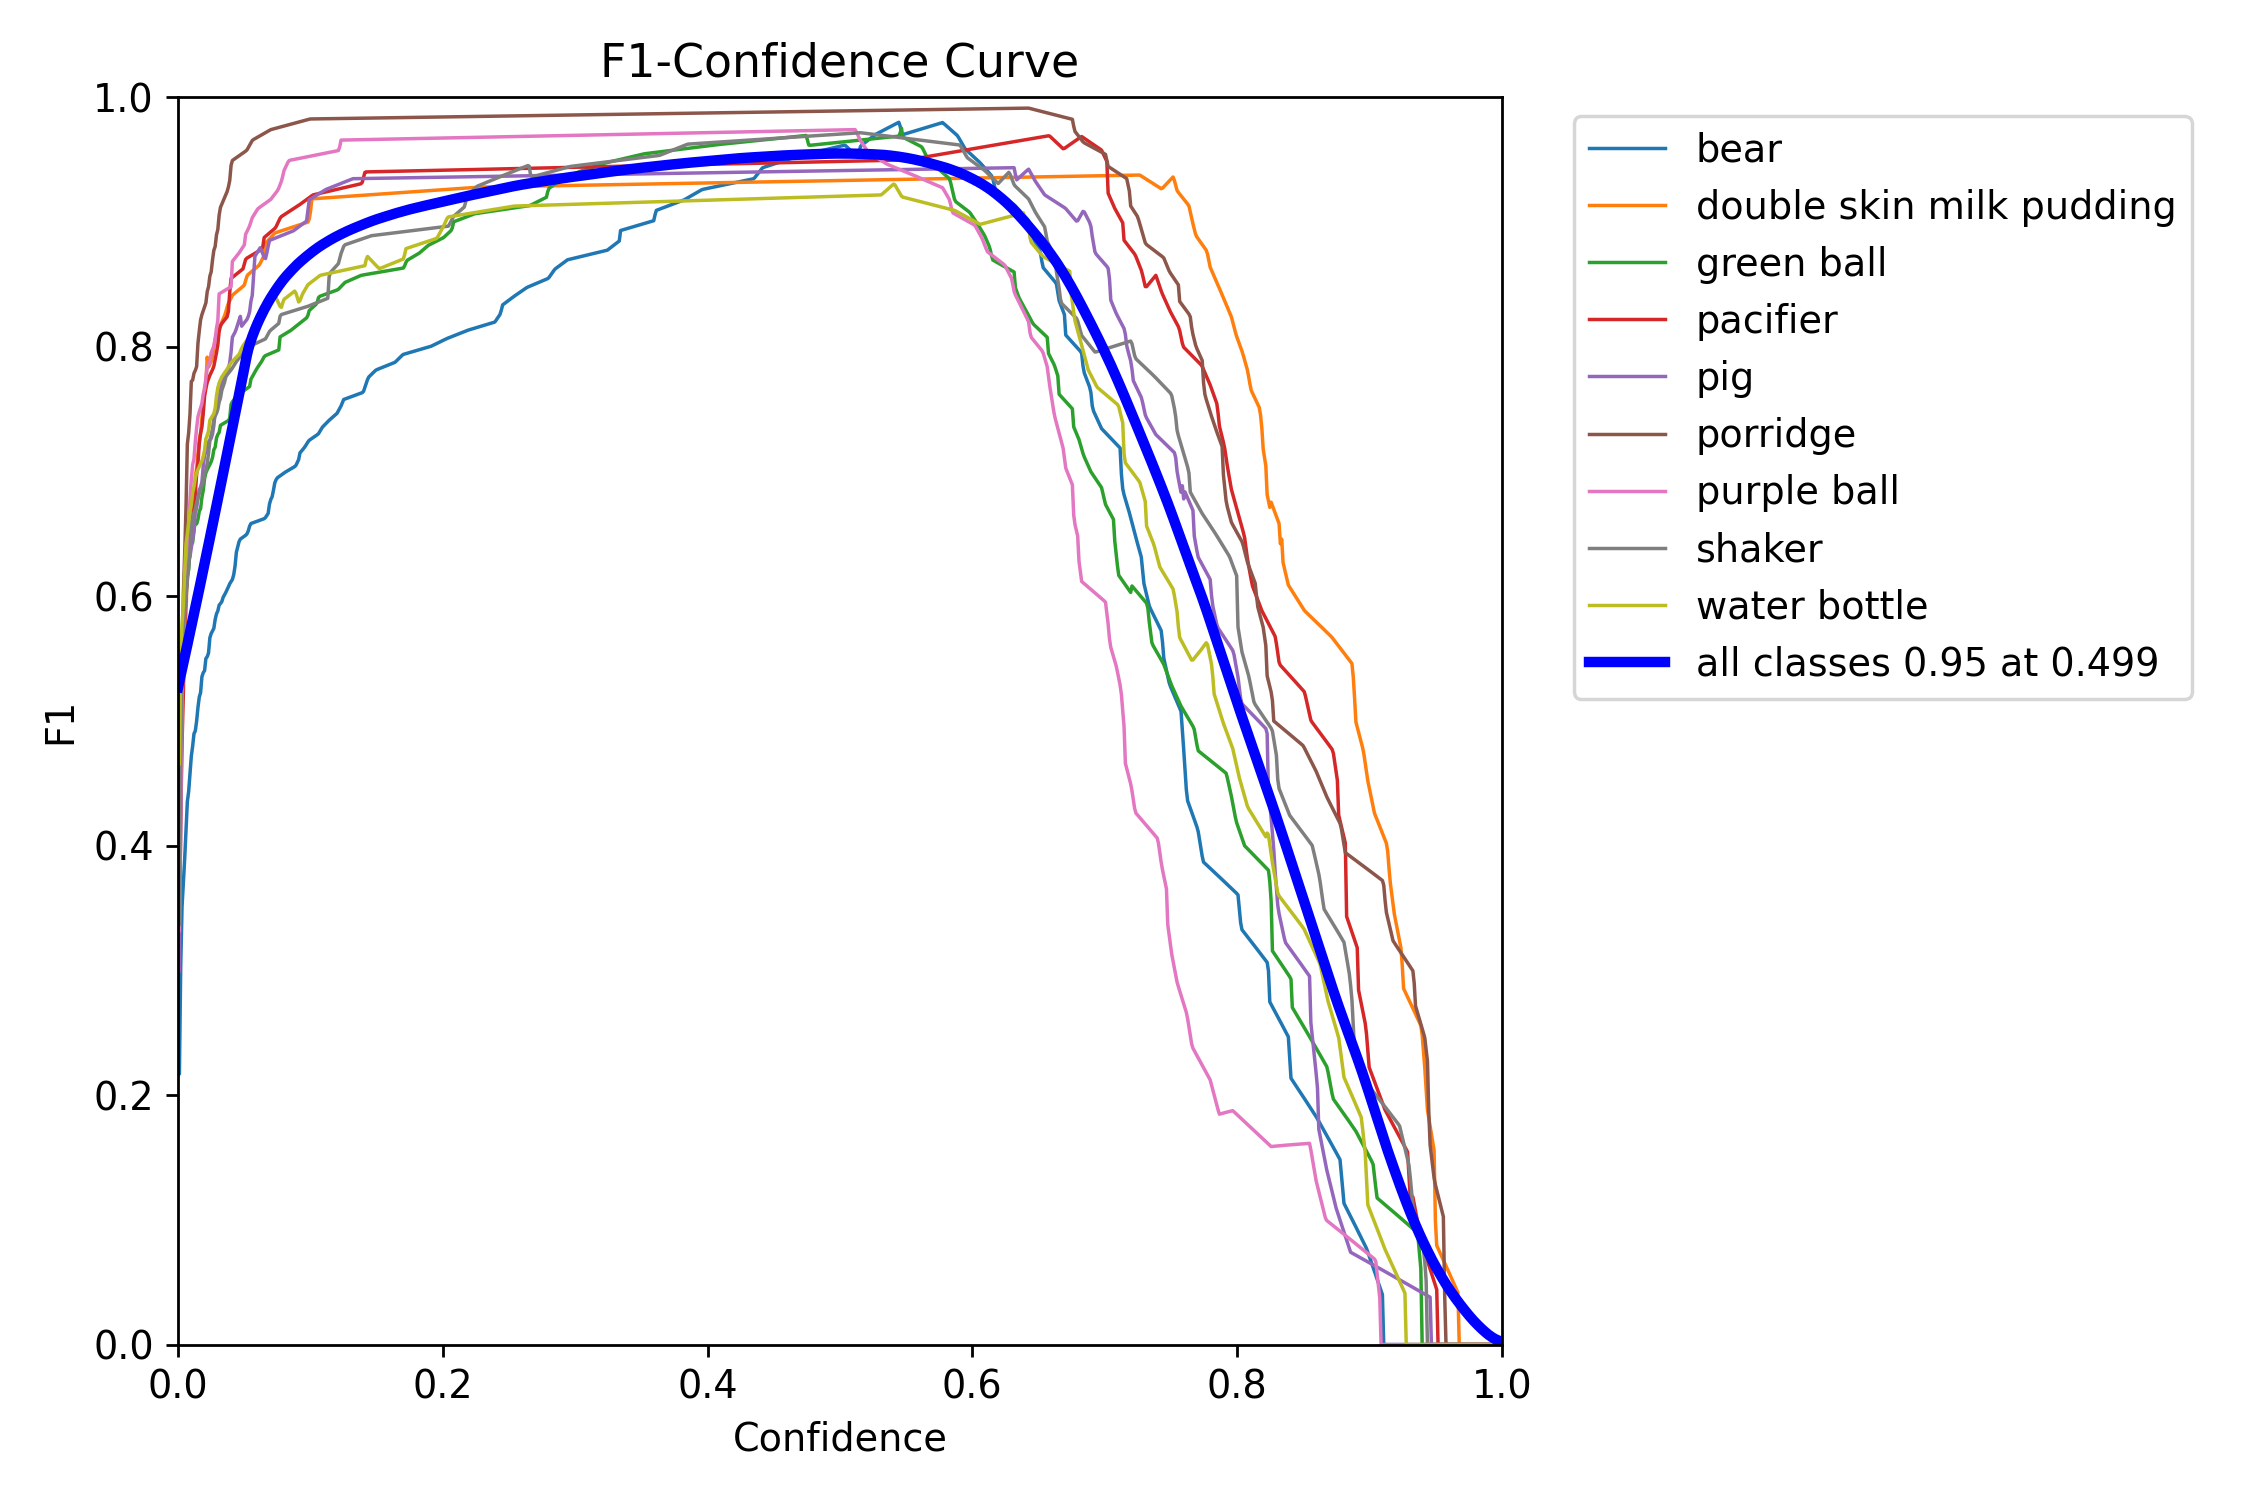 F1-Confidence Curve
1.0
0.8
0.6
0.4
0.2
0.0
F1
0.0 0.2 0.4 0.6 0.8 1.0
Confidence
bear
double skin milk pudding
green ball
pacifier
pig
porridge
purple ball
shaker
water bottle
all classes 0.95 at 0.499